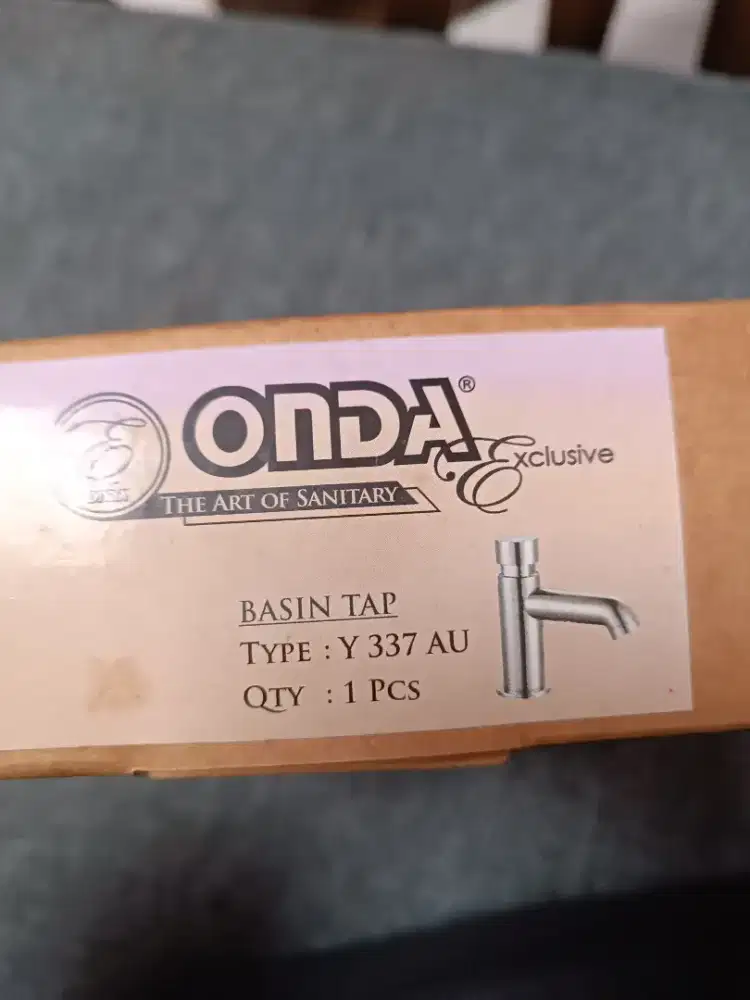 ONDA®
Exclusive
THE ART OF SANITARY
BASIN TAP
TYPE : Y 337 AU
QTY : 1 PCS